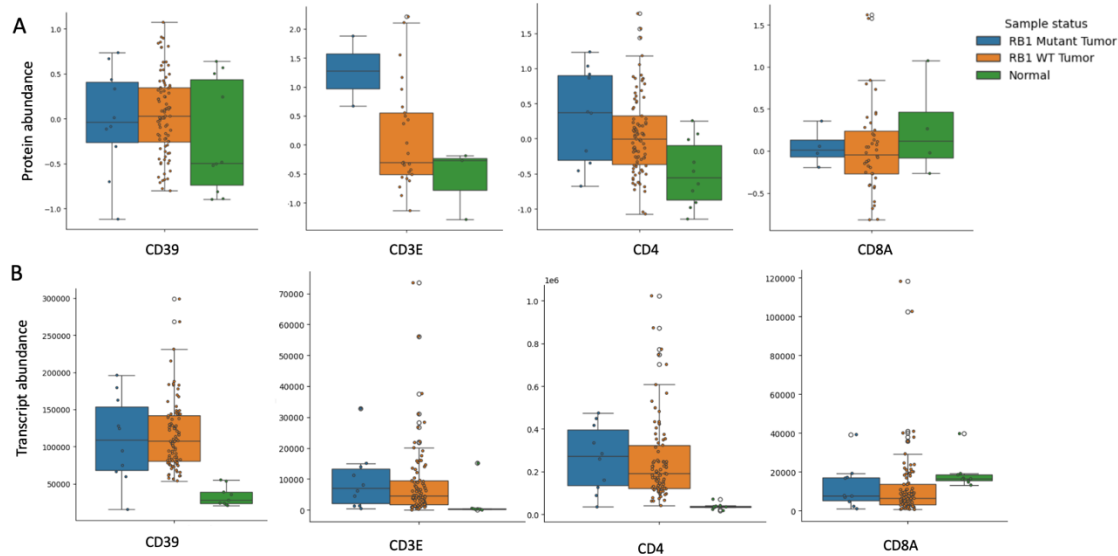 A
Protein abundance
1.0
0.5
0.0
-0.5
-1.0
CD39
2.0
1.5
1.0
0.5
0.0
-0.5
-1.0
CD3E
1.5
1.0
0.5
0.0
-0.5
-1.0
CD4
1.5
1.0
0.5
0.0
-0.5
CD8A
Sample status
RB1 Mutant Tumor
RB1 WT Tumor
Normal
B
Transcript abundance
300000
250000
200000
150000
100000
50000
CD39
70000
60000
50000
40000
30000
20000
10000
0
CD3E
1e6
1.0
0.8
0.6
0.4
0.2
0.0
CD4
120000
100000
80000
60000
40000
20000
0
CD8A